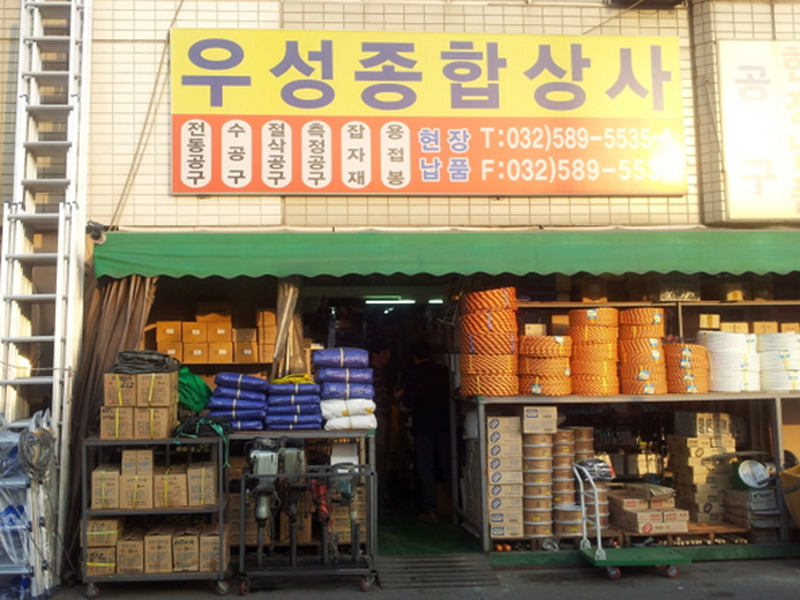 우성종합상사
전동공구 수공구 절삭공구 측정공구 잡자재 용접봉
현장 T:032)589-5535
납품 F:032)589-553
공구